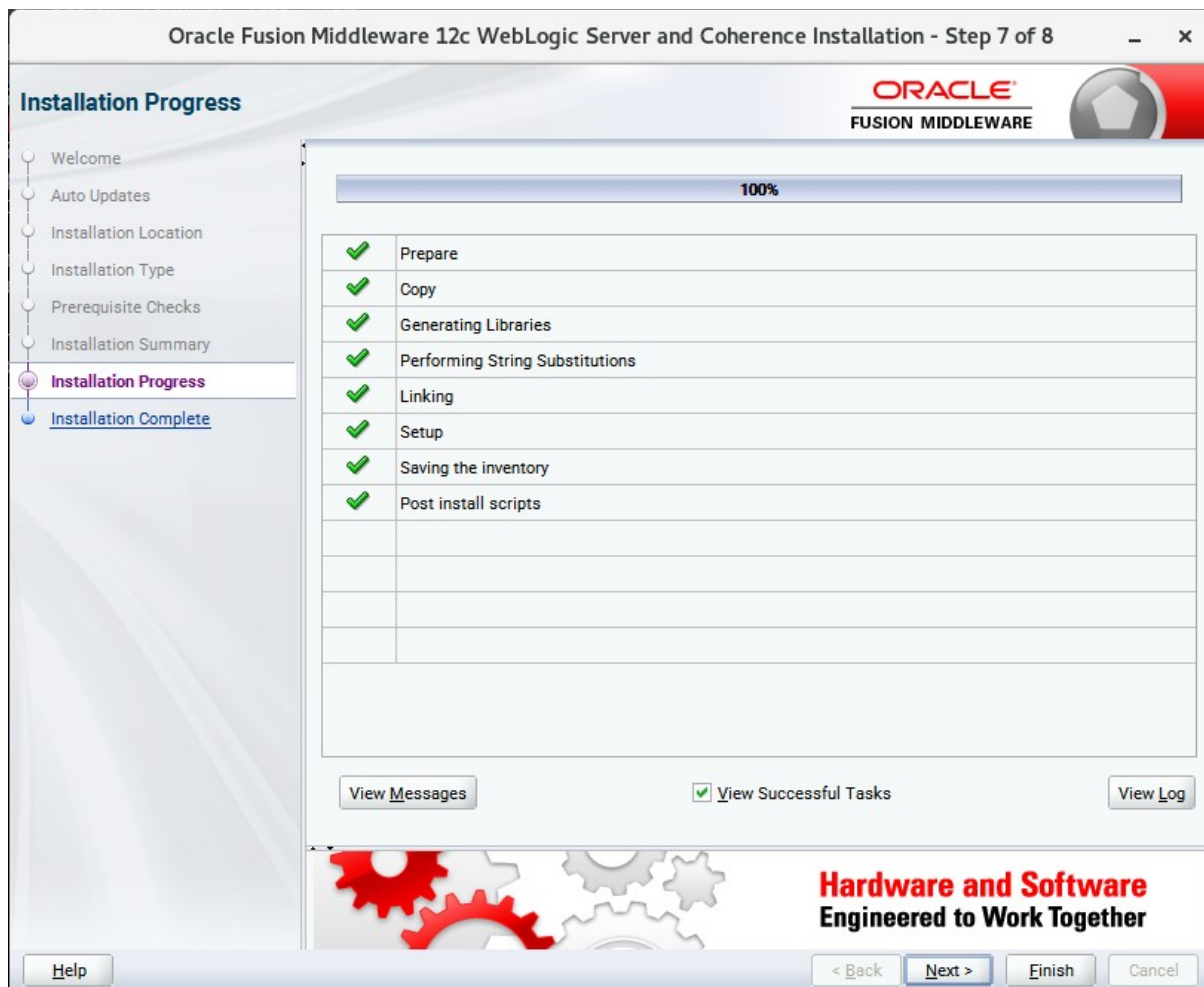 Oracle Fusion Middleware 12c WebLogic Server and Coherence Installation - Step 7 of 8
Installation Progress
ORACLE
FUSION MIDDLEWARE
Welcome
Auto Updates
Installation Location
Installation Type
Prerequisite Checks
Installation Summary
Installation Progress
Installation Complete
100%
Prepare
Copy
Generating Libraries
Performing String Substitutions
Linking
Setup
Saving the inventory
Post install scripts
View Messages
View Successful Tasks
View Log
Hardware and Software
Engineered to Work Together
Help
< Back
Next >
Finish
Cancel